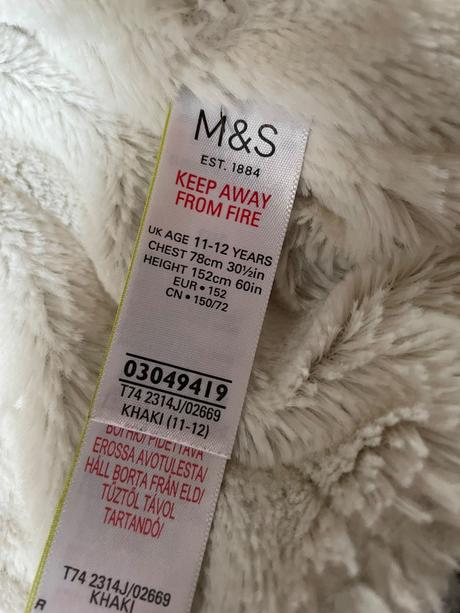 M&S
EST. 1884
KEEP AWAY
FROM FIRE
UK AGE 11-12 YEARS
CHEST 78cm 30½in
HEIGHT 152cm 60in
EUR • 152
CN • 150/72
03049419
T74 2314J/02669
KHAKI (11-12)
PIDETTÄVÄ
EROSSA AVOTULESTA/
HÅLL BORTA FRÅN ELD/
TŰZTŐL TÁVOL
TARTANDÓ/
T74 2314J/02669
KHAKI
R